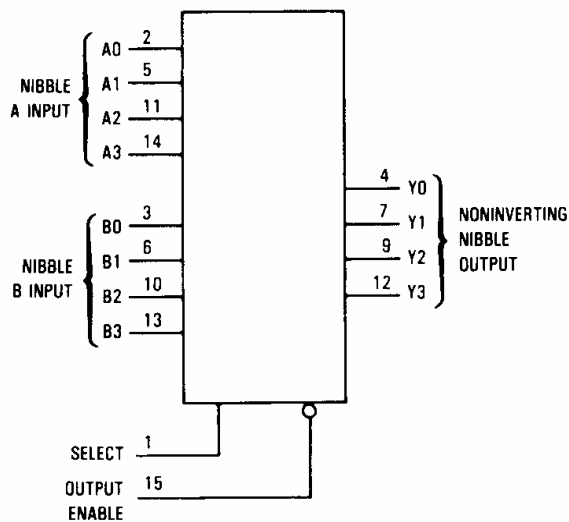 A0 2
A1 5
A2 11
A3 14
NIBBLE
A INPUT
B0 3
B1 6
B2 10
B3 13
NIBBLE
B INPUT
4 Y0
7 Y1
9 Y2
12 Y3
NONINVERTING
NIBBLE
OUTPUT
SELECT 1
OUTPUT 15
ENABLE